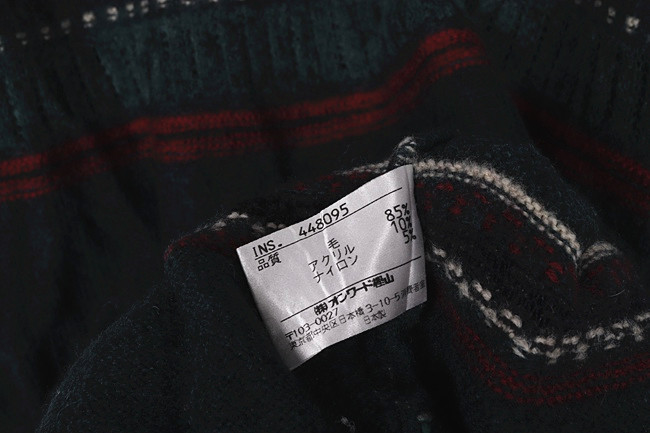 INS. 448095
品質 毛 85%
アクリル 10%
ナイロン 5%
㈱オンワード樫山
〒103-0027
東京都中央区日本橋 3-10-5
日本製